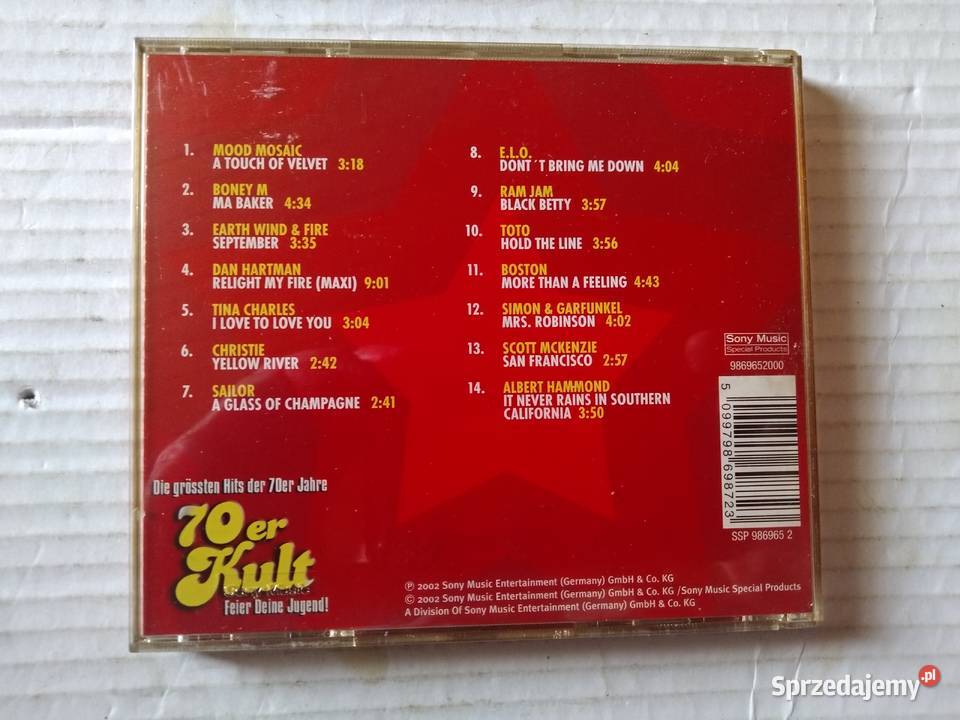 1. MOOD MOSAIC
A TOUCH OF VELVET 3:18
2. BONEY M
MA BAKER 4:34
3. EARTH WIND & FIRE
SEPTEMBER 3:35
4. DAN HARTMAN
RELIGHT MY FIRE (MAXI) 9:01
5. TINA CHARLES
I LOVE TO LOVE YOU 3:04
6. CHRISTIE
YELLOW RIVER 2:42
7. SAILOR
A GLASS OF CHAMPAGNE 2:41
8. E.L.O.
DONT´T BRING ME DOWN 4:04
9. RAM JAM
BLACK BETTY 3:57
10. TOTO
HOLD THE LINE 3:56
11. BOSTON
MORE THAN A FEELING 4:43
12. SIMON & GARFUNKEL
MRS. ROBINSON 4:02
13. SCOTT MCKENZIE
SAN FRANCISCO 2:57
14. ALBERT HAMMOND
IT NEVER RAINS IN SOUTHERN
CALIFORNIA 3:50
Sony Music
Special Products
9869652000
5 099798 698723
SSP 986965 2
Die grössten Hits der 70er Jahre
70er
Kult
Feier Deine Jugend!
℗ 2002 Sony Music Entertainment (Germany) GmbH & Co. KG
© 2002 Sony Music Entertainment (Germany) GmbH & Co. KG /Sony Music Special Products
A Division Of Sony Music Entertainment (Germany) GmbH & Co. KG
Sprzedajemy.pl